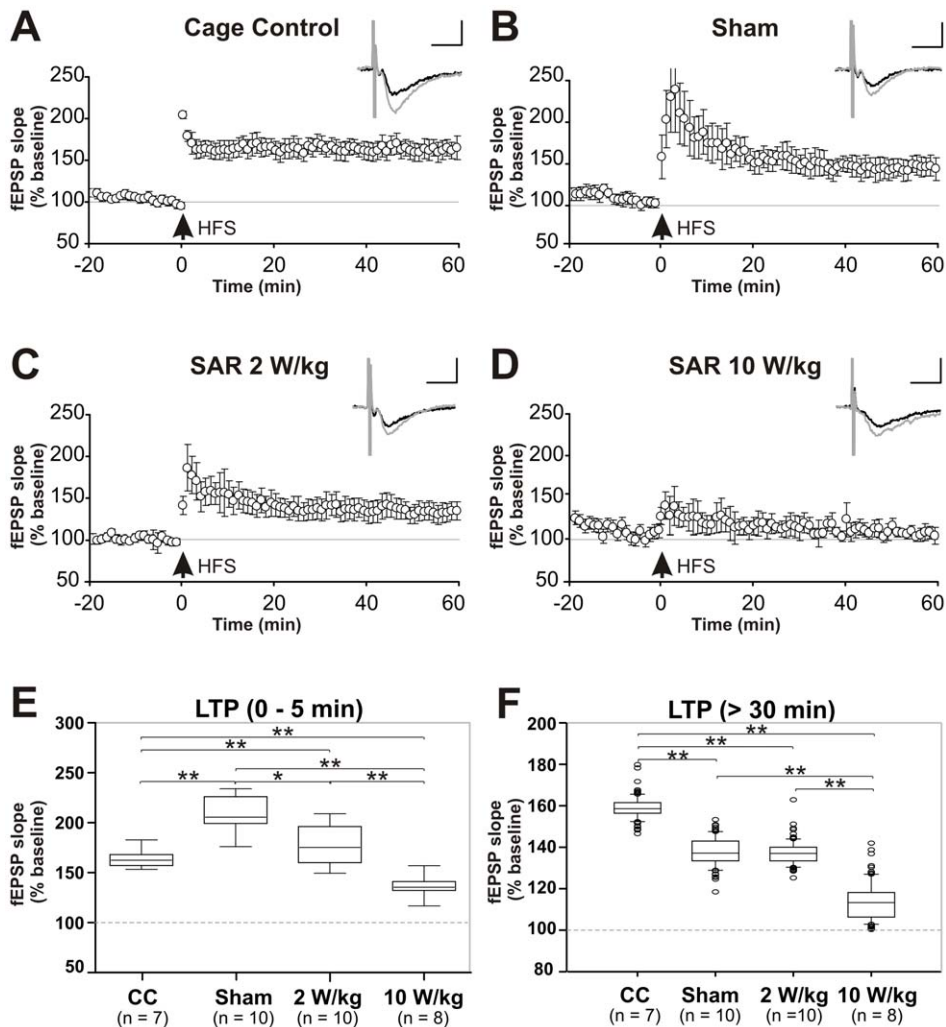 A
Cage Control
fEPSP slope
(% baseline)
250
200
150
100
50
HFS
-20
0
20
40
60
Time (min)
B
Sham
fEPSP slope
(% baseline)
250
200
150
100
50
HFS
-20
0
20
40
60
Time (min)
C
SAR 2 W/kg
fEPSP slope
(% baseline)
250
200
150
100
50
HFS
-20
0
20
40
60
Time (min)
D
SAR 10 W/kg
fEPSP slope
(% baseline)
250
200
150
100
50
HFS
-20
0
20
40
60
Time (min)
E
LTP (0 - 5 min)
fEPSP slope
(% baseline)
300
250
200
150
100
50
**
**
**
** * **
CC Sham 2 W/kg 10 W/kg
(n = 7) (n = 10) (n = 10) (n = 8)
F
LTP (> 30 min)
fEPSP slope
(% baseline)
200
180
160
140
120
100
80
**
**
**
**
**
CC Sham 2 W/kg 10 W/kg
(n = 7) (n = 10) (n =10) (n = 8)